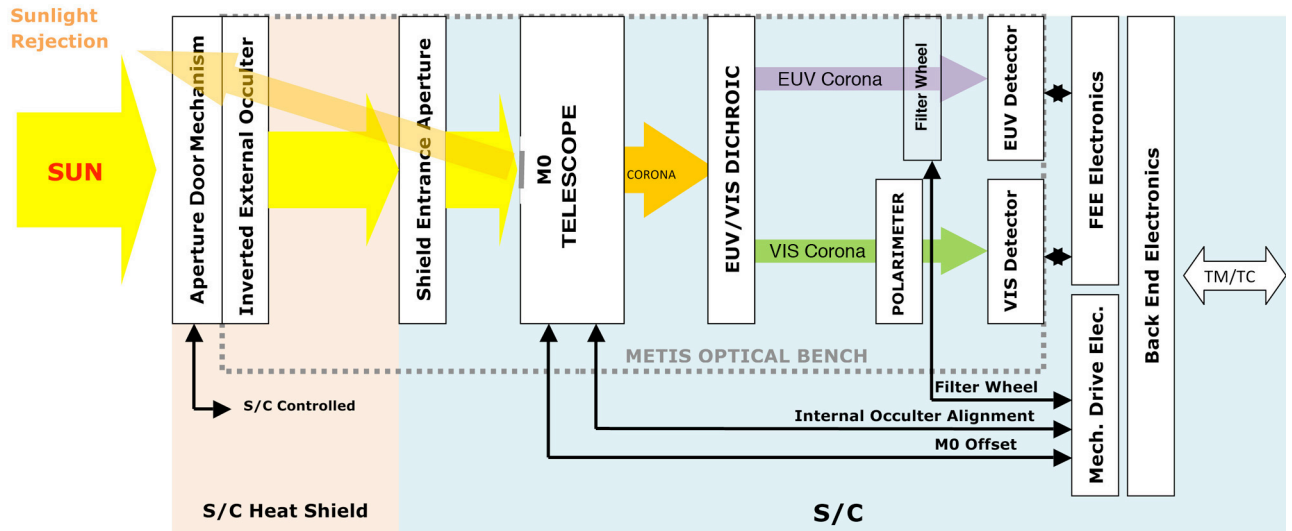 Sunlight
Rejection
SUN
Aperture Door Mechanism
Inverted External Occulter
Shield Entrance Aperture
M0
TELESCOPE
CORONA
EUV/VIS DICHROIC
EUV Corona
VIS Corona
Filter Wheel
POLARIMETER
EUV Detector
VIS Detector
FEE Electronics
Mech. Drive Elec.
Back End Electronics
TM/TC
METIS OPTICAL BENCH
Filter Wheel
S/C Controlled
Internal Occulter Alignment
M0 Offset
S/C Heat Shield
S/C